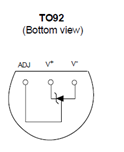 TO92
(Bottom view)
ADJ V+ V-